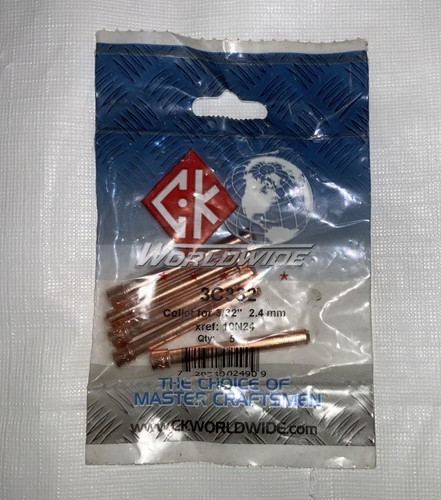 CK
WORLDWIDE
3C332
Collet for 3/32" 2.4 mm
xref: 10N24
Qty: 5
THE CHOICE OF
MASTER CRAFTSMEN
www.CKWORLDWIDE.com